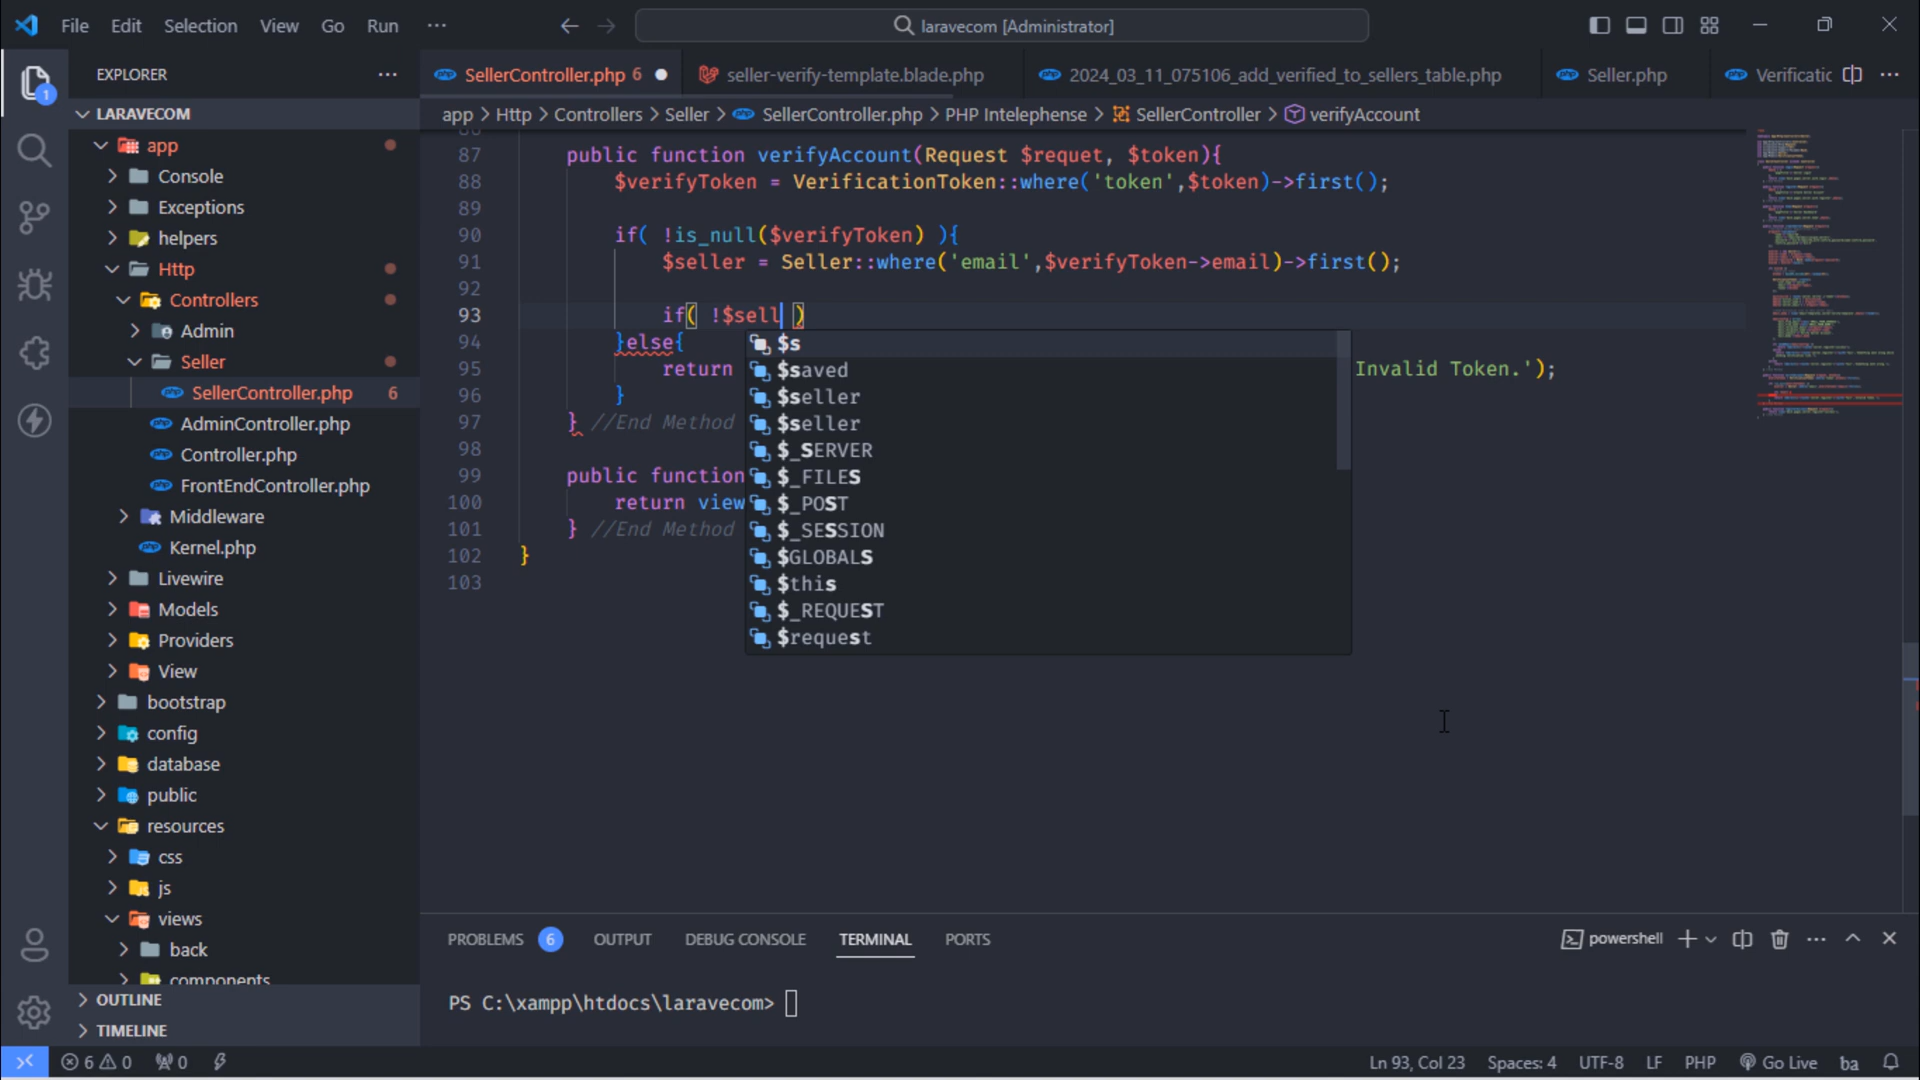 File Edit Selection View Go Run ··· laravecom [Administrator]
EXPLORER ···
SellerController.php 6
seller-verify-template.blade.php
2024_03_11_075106_add_verified_to_sellers_table.php
Seller.php
Verificatic
LARAVECOM
app > Http > Controllers > Seller > SellerController.php > PHP Intelephense > SellerController > verifyAccount
app
Console
Exceptions
helpers
Http
Controllers
Admin
Seller
SellerController.php 6
AdminController.php
Controller.php
FrontEndController.php
Middleware
Kernel.php
Livewire
Models
Providers
View
bootstrap
config
database
public
resources
css
js
views
back
components
OUTLINE
TIMELINE
87 public function verifyAccount(Request $requet, $token){
88 $verifyToken = VerificationToken::where('token',$token)->first();
89
90 if( !is_null($verifyToken) ){
91 $seller = Seller::where('email',$verifyToken->email)->first();
92
93 if( !$sell )
94 }else{
95 return Invalid Token.');
96 }
97 } //End Method
98
99 public function
100 return view
101 } //End Method
102 }
103
$s
$saved
$seller
$seller
$_SERVER
$_FILES
$_POST
$_SESSION
$GLOBALS
$this
$_REQUEST
$request
PROBLEMS 6 OUTPUT DEBUG CONSOLE TERMINAL PORTS
powershell
PS C:\xampp\htdocs\laravecom>
6 0 0
Ln 93, Col 23 Spaces: 4 UTF-8 LF PHP Go Live ba
1